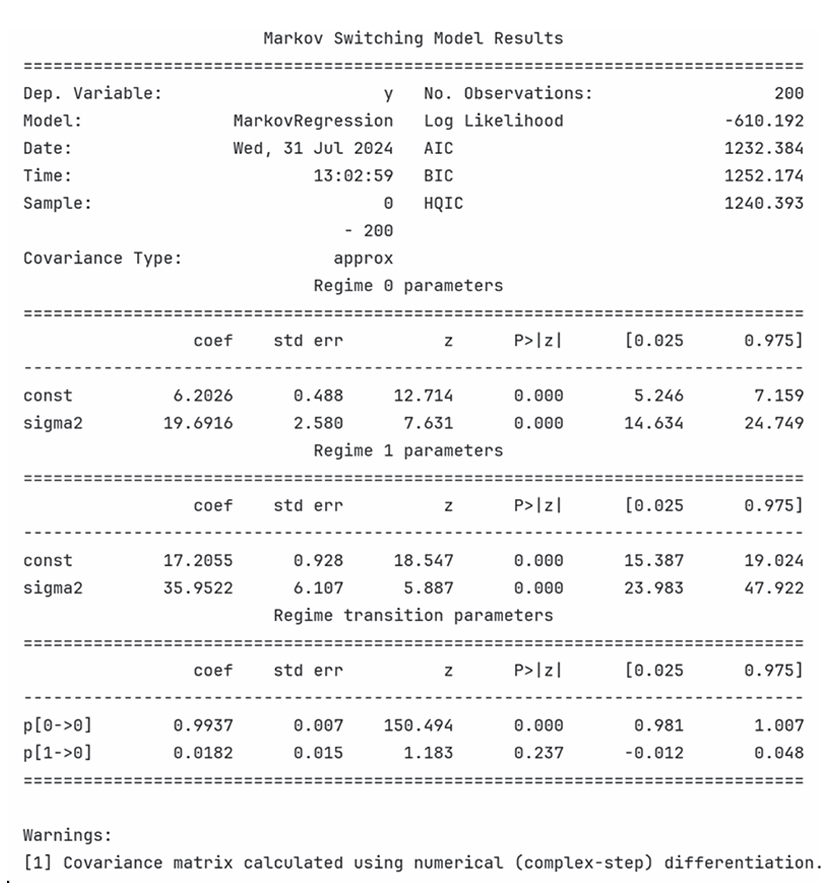 Markov Switching Model Results
==============================================================================
Dep. Variable: y No. Observations: 200
Model: MarkovRegression Log Likelihood -610.192
Date: Wed, 31 Jul 2024 AIC 1232.384
Time: 13:02:59 BIC 1252.174
Sample: 0 HQIC 1240.393
- 200
Covariance Type: approx
Regime 0 parameters
==============================================================================
coef std err z P>|z| [0.025 0.975]
------------------------------------------------------------------------------
const 6.2026 0.488 12.714 0.000 5.246 7.159
sigma2 19.6916 2.580 7.631 0.000 14.634 24.749
Regime 1 parameters
==============================================================================
coef std err z P>|z| [0.025 0.975]
------------------------------------------------------------------------------
const 17.2055 0.928 18.547 0.000 15.387 19.024
sigma2 35.9522 6.107 5.887 0.000 23.983 47.922
Regime transition parameters
==============================================================================
coef std err z P>|z| [0.025 0.975]
------------------------------------------------------------------------------
p[0->0] 0.9937 0.007 150.494 0.000 0.981 1.007
p[1->0] 0.0182 0.015 1.183 0.237 -0.012 0.048
==============================================================================
Warnings:
[1] Covariance matrix calculated using numerical (complex-step) differentiation.